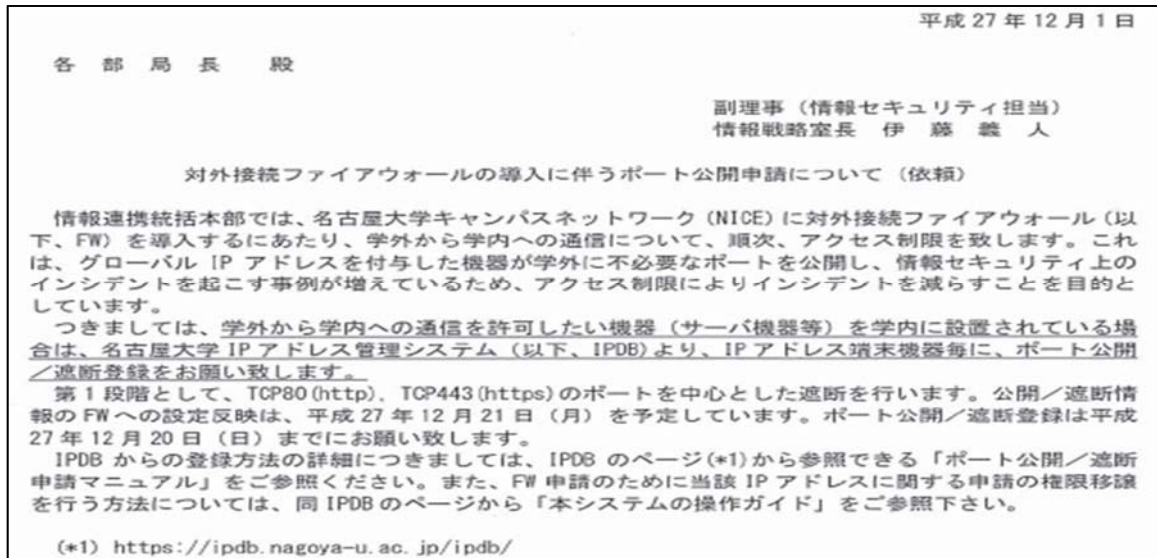 平成 27 年 12 月 1 日
各 部 局 長 殿
副理事（情報セキュリティ担当）
情報戦略室長 伊 藤 義 人
対外接続ファイアウォールの導入に伴うポート公開申請について（依頼）
情報連携統括本部では、名古屋大学キャンパスネットワーク(NICE)に対外接続ファイアウォール（以
下、FW）を導入するにあたり、学外から学内への通信について、順次、アクセス制限を致します。これ
は、グローバル IP アドレスを付与した機器が学外に不必要なポートを公開し、情報セキュリティ上の
インシデントを起こす事例が増えているため、アクセス制限によりインシデントを減らすことを目的と
しています。
つきましては、学外から学内への通信を許可したい機器（サーバ機器等）を学内に設置されている場
合は、名古屋大学 IP アドレス管理システム（以下、IPDB)より、IP アドレス端末機器毎に、ポート公開
／遮断登録をお願い致します。
第 1 段階として、TCP80(http)、TCP443(https)のポートを中心とした遮断を行います。公開／遮断情
報の FW への設定反映は、平成 27 年 12 月 21 日（月）を予定しています。ポート公開／遮断登録は平成
27 年 12 月 20 日（日）までにお願い致します。
IPDB からの登録方法の詳細につきましては、IPDB のページ(*1)から参照できる「ポート公開／遮断
申請マニュアル」をご参照ください。また、FW 申請のために当該 IP アドレスに関する申請の権限移譲
を行う方法については、同 IPDB のページから「本システムの操作ガイド」をご参照下さい。
(*1) https://ipdb.nagoya-u.ac.jp/ipdb/